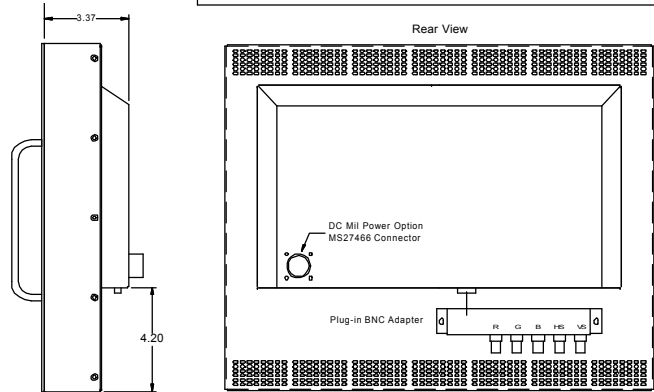 3.37
Rear View
DC Mil Power Option
MS27466 Connector
Plug-in BNC Adapter
R G B HS VS
4.20